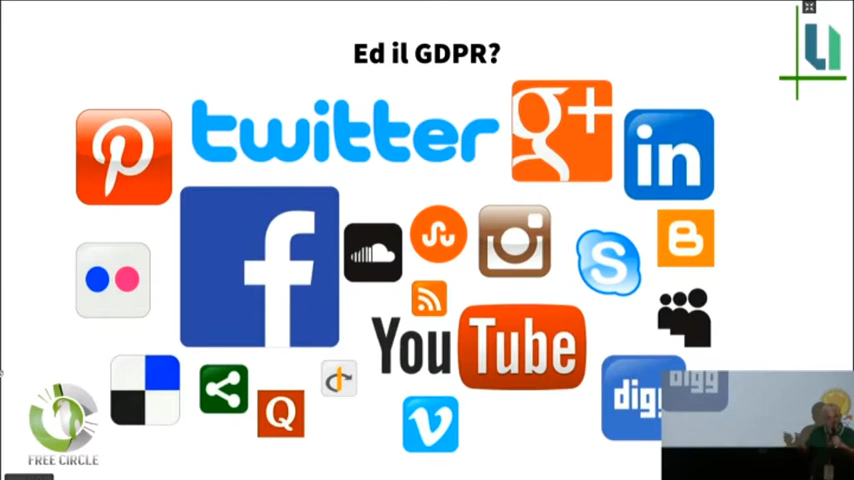 Ed il GDPR?
twitter
g+
in
You Tube
digg
digg
FREE CIRCLE